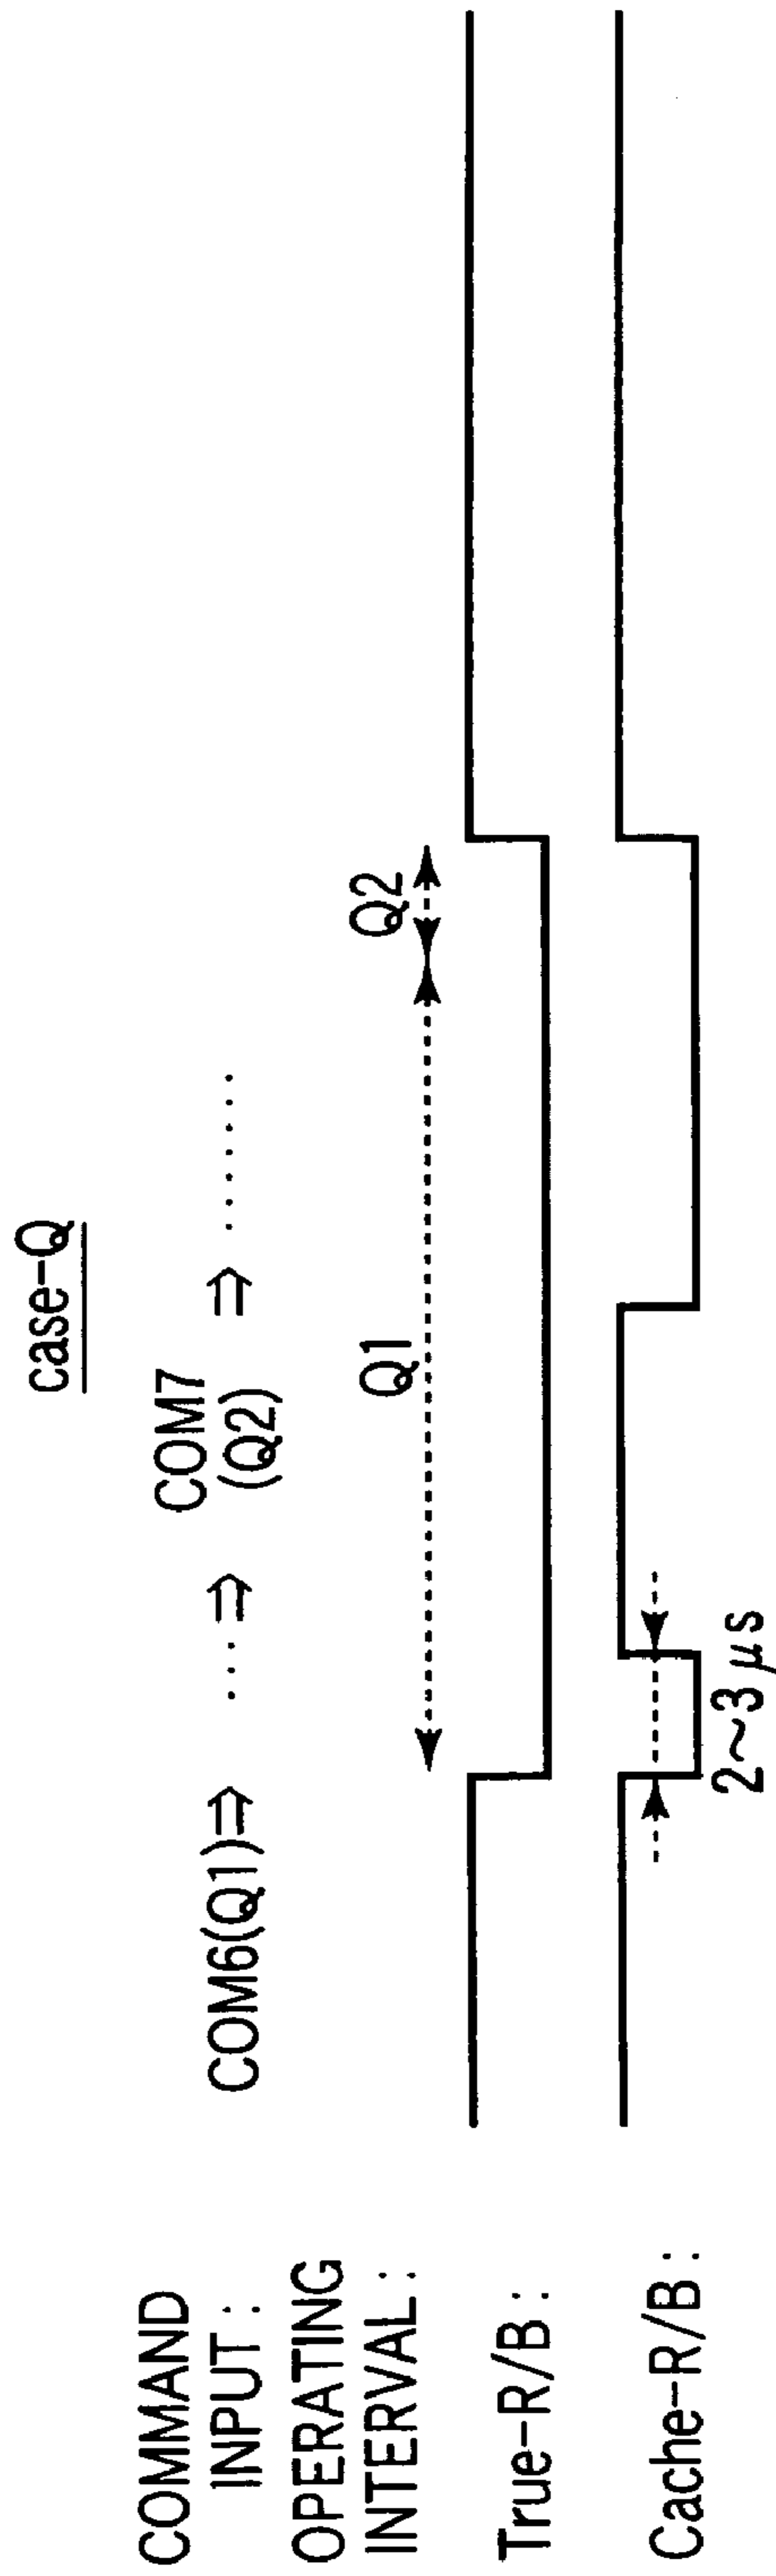 case-Q
COMMAND
INPUT :
COM6(Q1)⇒ ··· ⇒ COM7
(Q2) ⇒ ·······
OPERATING
INTERVAL :
Q1
Q2
True-R/B :
Cache-R/B :
2~3 μs